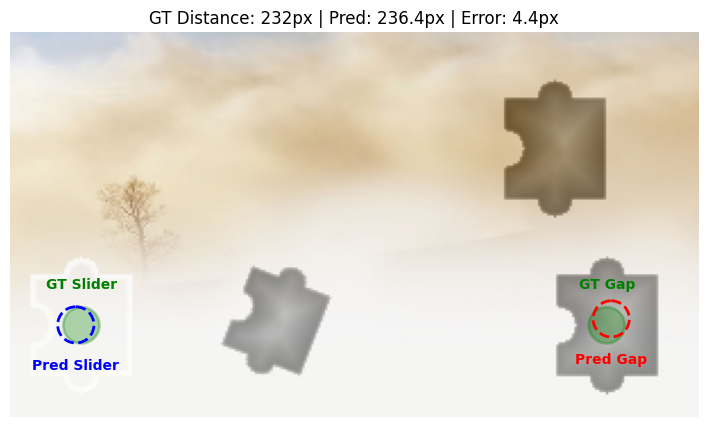 GT Distance: 232px | Pred: 236.4px | Error: 4.4px
GT Slider
GT Gap
Pred Slider
Pred Gap